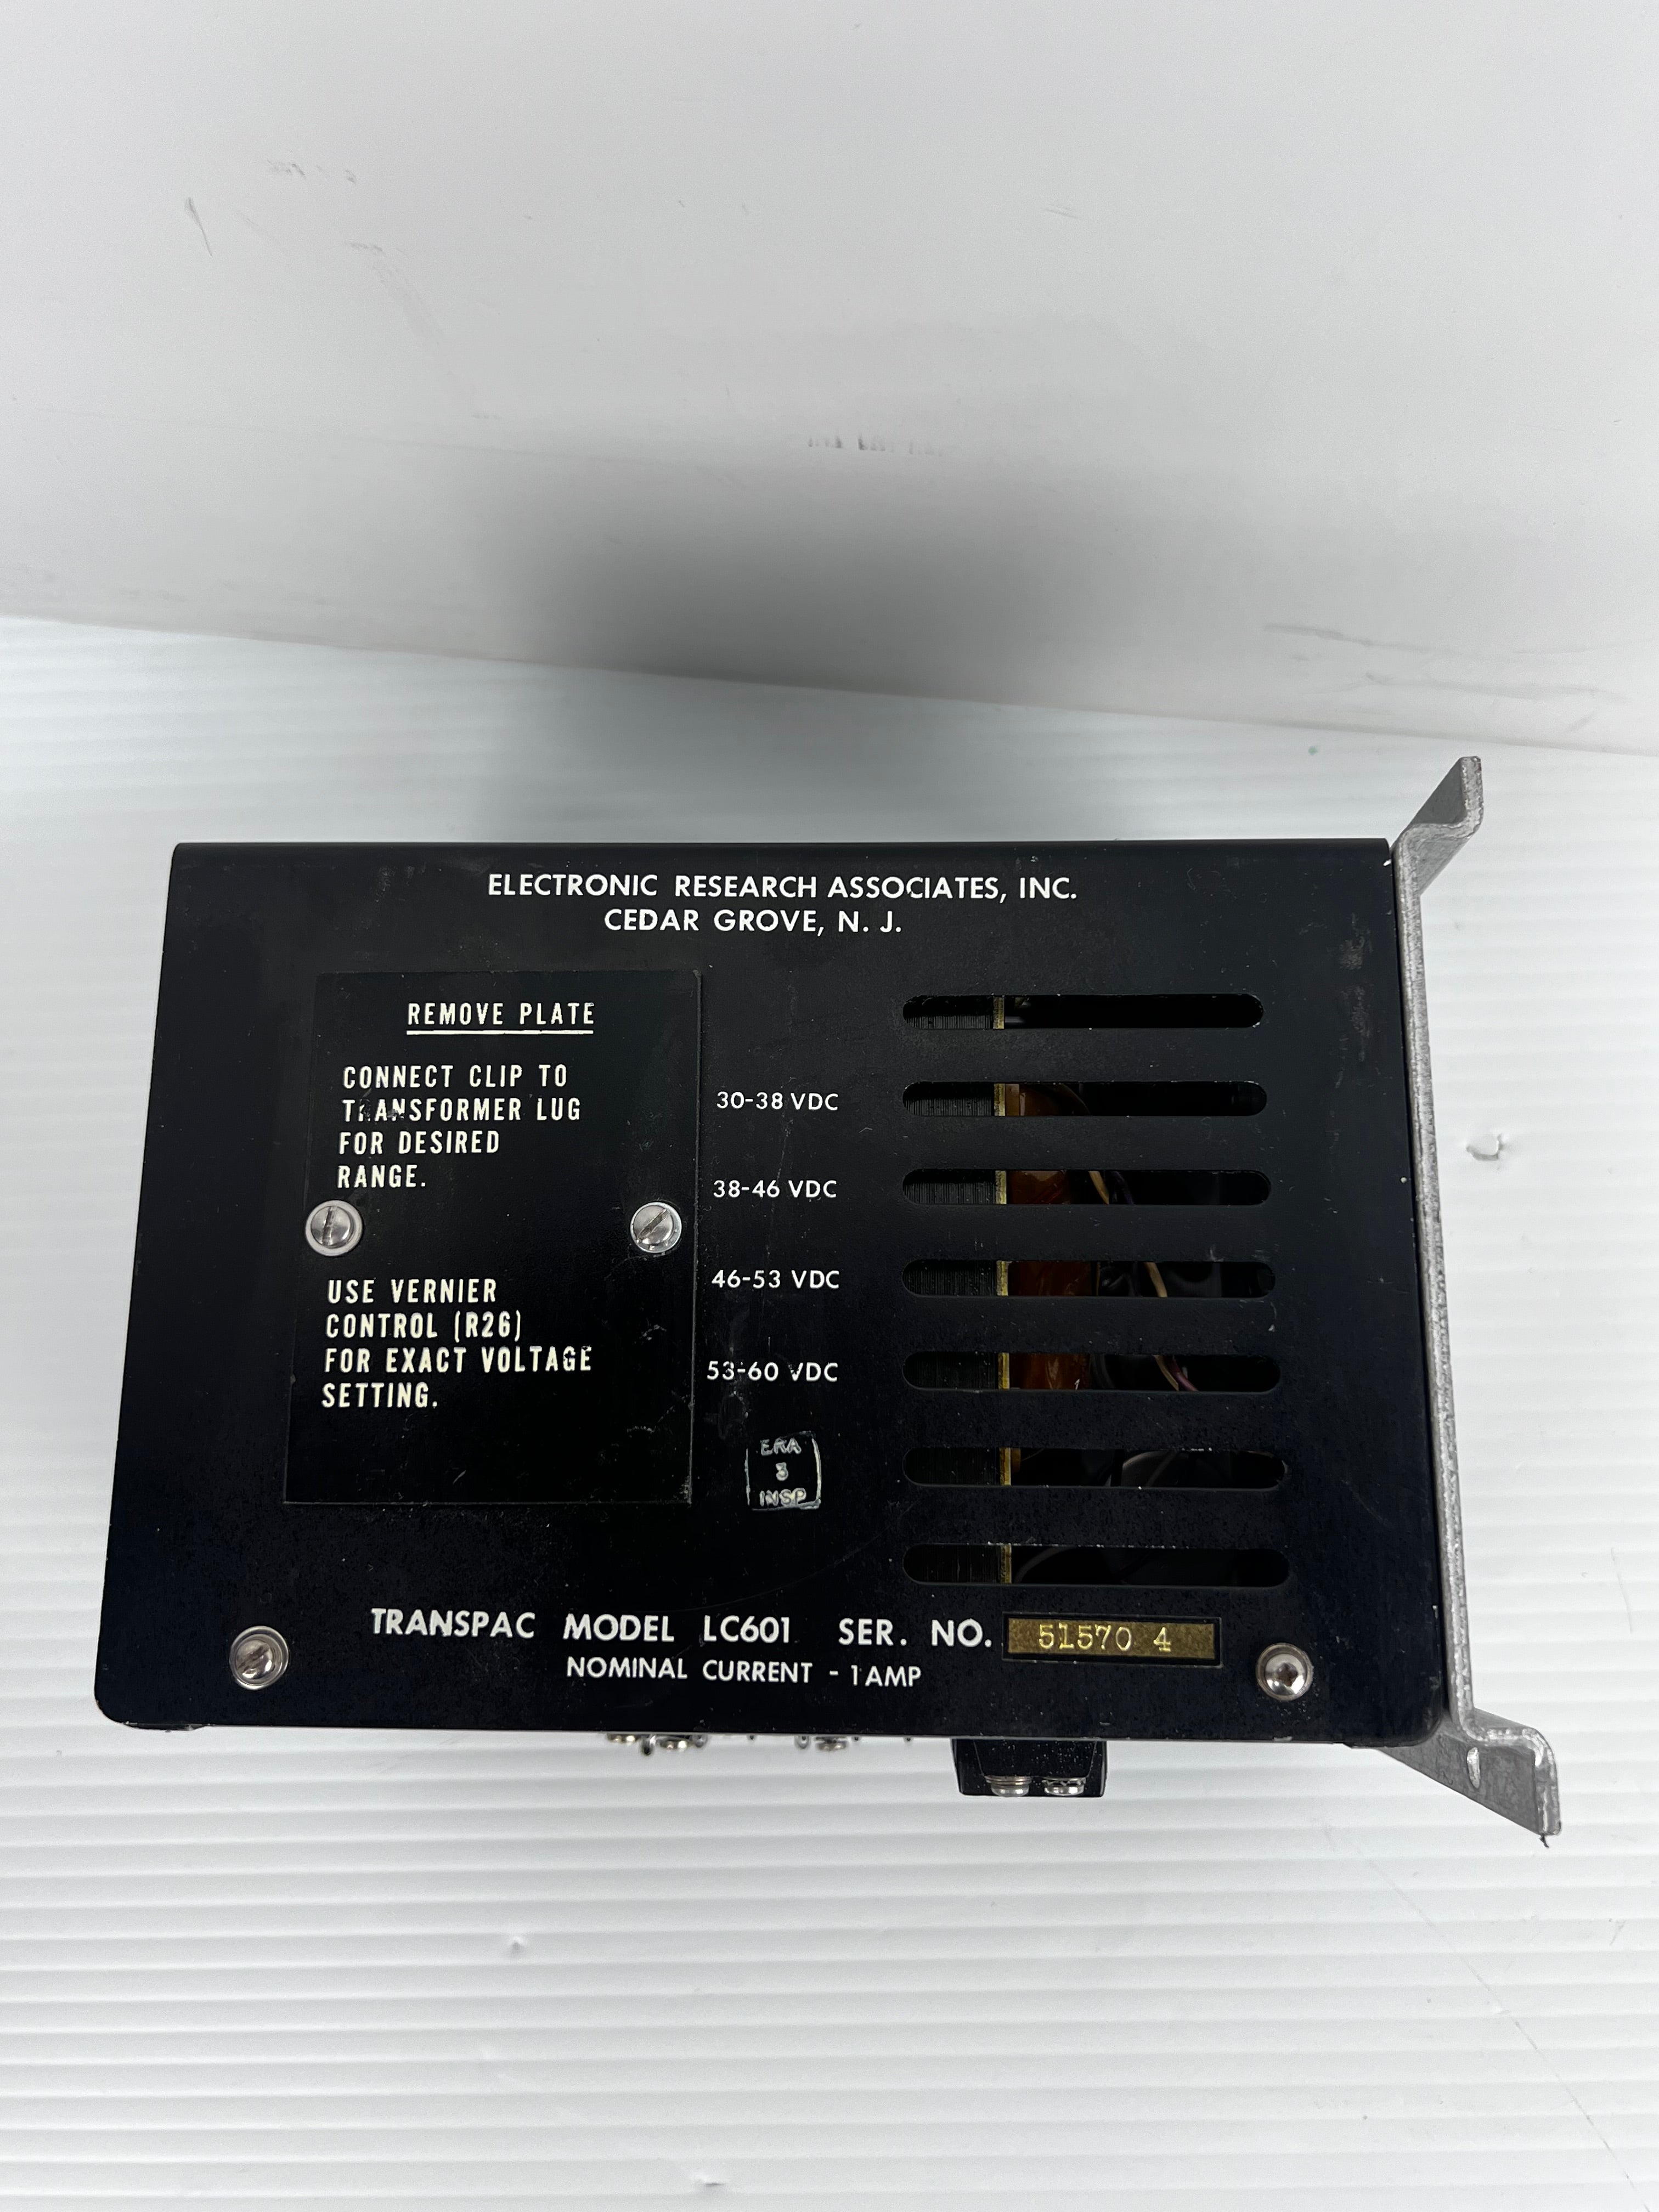 ELECTRONIC RESEARCH ASSOCIATES, INC.
CEDAR GROVE, N. J.
REMOVE PLATE
CONNECT CLIP TO
TRANSFORMER LUG
FOR DESIRED
RANGE.
USE VERNIER
CONTROL (R26)
FOR EXACT VOLTAGE
SETTING.
30-38 VDC
38-46 VDC
46-53 VDC
53-60 VDC
ERA
3
INSP
TRANSPAC MODEL LC601 SER. NO. 51570 4
NOMINAL CURRENT - 1 AMP